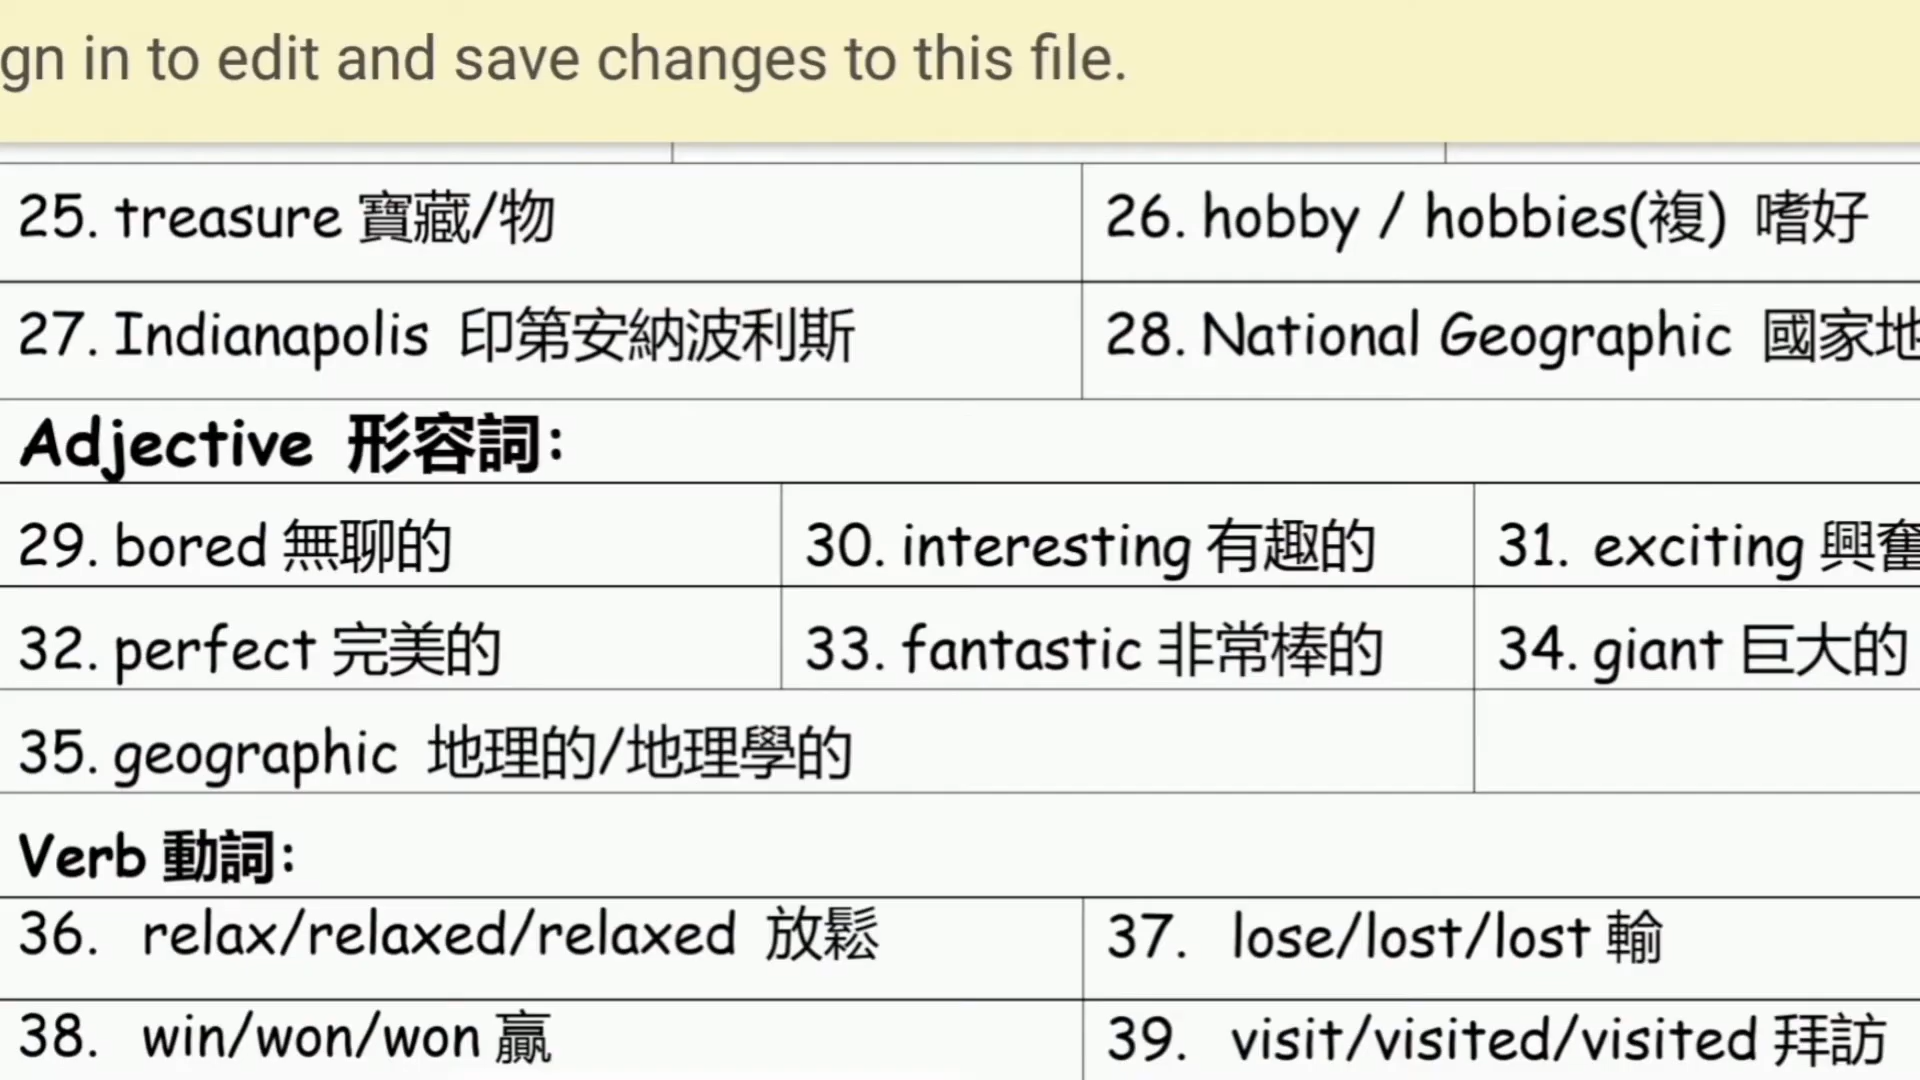 gn in to edit and save changes to this file.
25. treasure 寶藏/物
26. hobby / hobbies(複) 嗜好
27. Indianapolis 印第安納波利斯
28. National Geographic 國家地
Adjective 形容詞:
29. bored 無聊的
30. interesting 有趣的
31. exciting 興奮
32. perfect 完美的
33. fantastic 非常棒的
34. giant 巨大的
35. geographic 地理的/地理學的
Verb 動詞:
36. relax/relaxed/relaxed 放鬆
37. lose/lost/lost 輸
38. win/won/won 贏
39. visit/visited/visited 拜訪